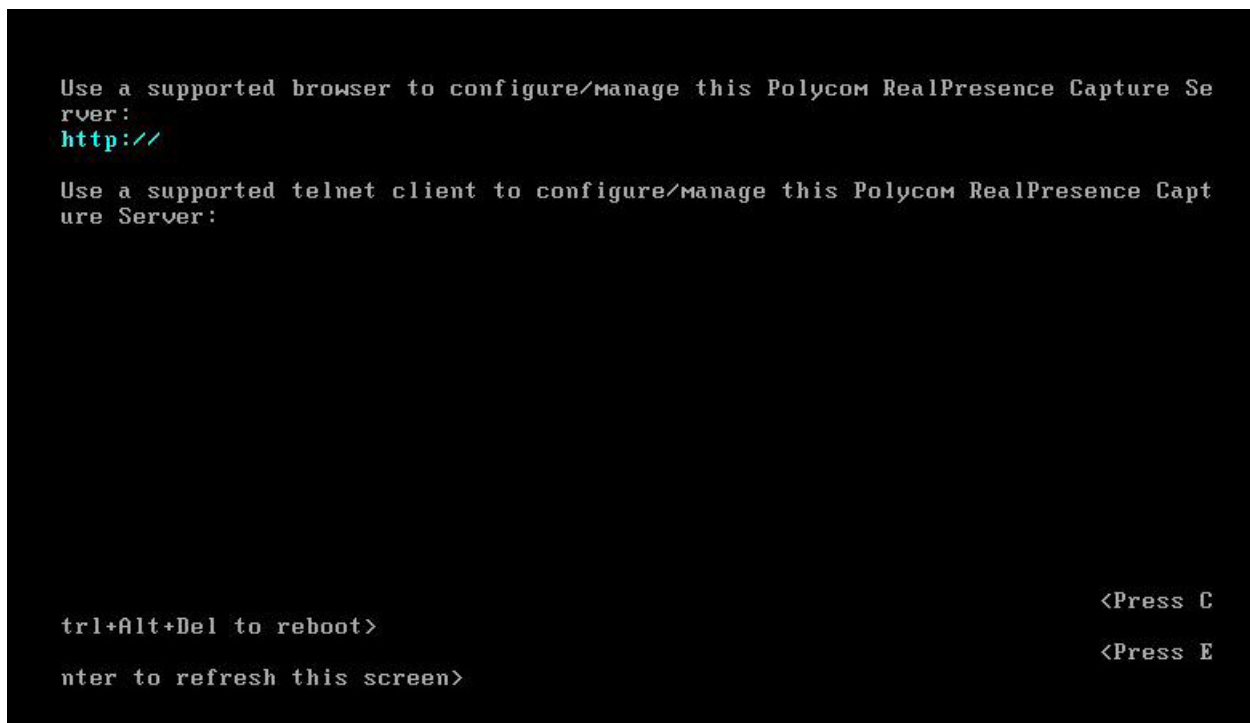 Use a supported browser to configure/manage this Polycom RealPresence Capture Se
rver:
http://
Use a supported telnet client to configure/manage this Polycom RealPresence Capt
ure Server:
<Press C
trl+Alt+Del to reboot>
<Press E
nter to refresh this screen>